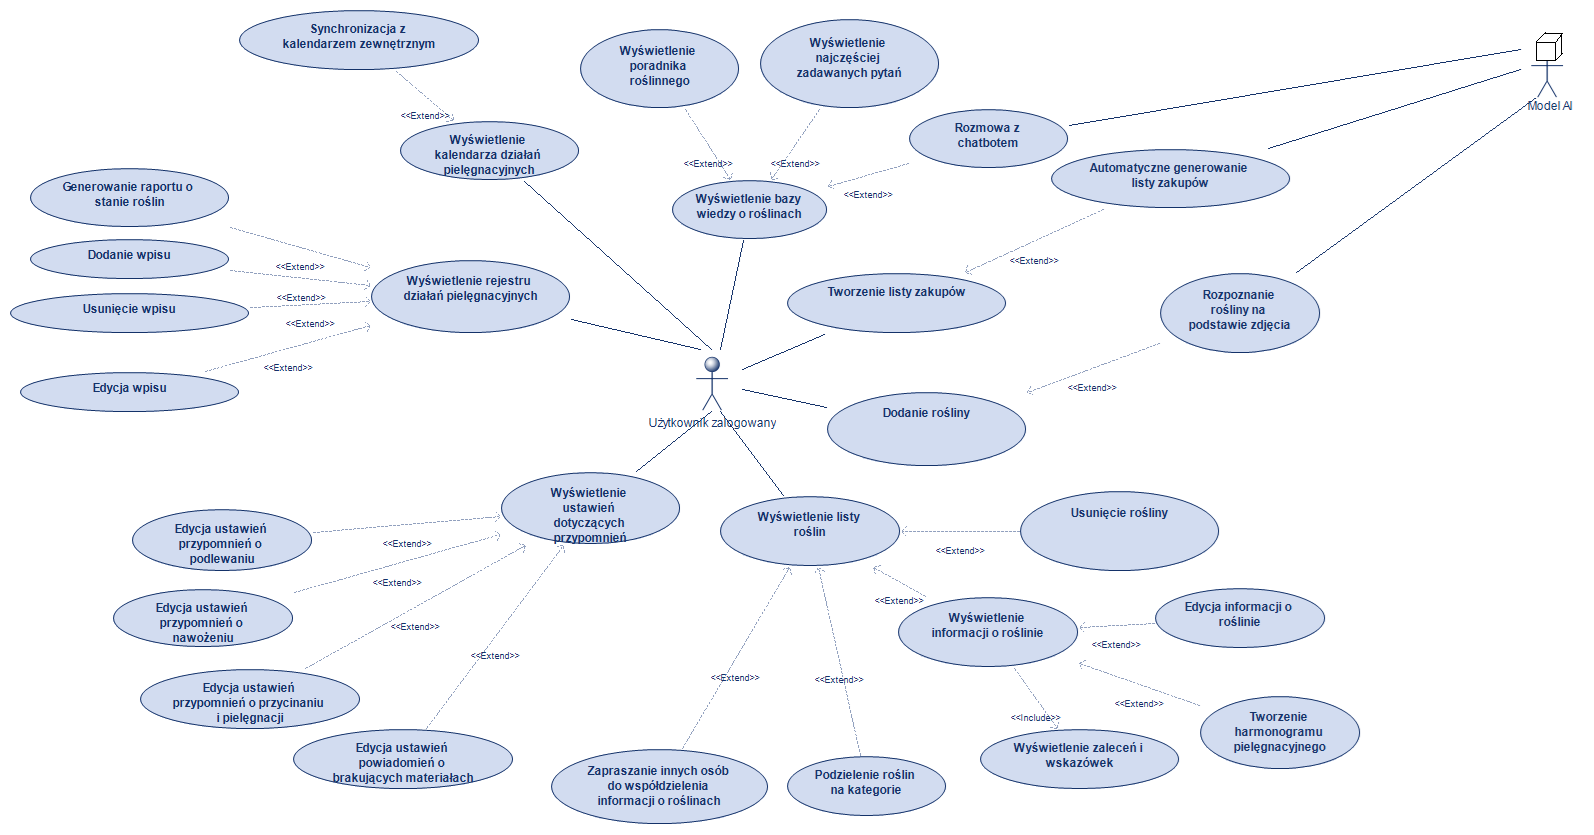 Synchronizacja z
kalendarzem zewnętrznym
<<Extend>>
Wyświetlenie
kalendarza działań
pielęgnacyjnych
Wyświetlenie
poradnika
roślinnego
<<Extend>>
Wyświetlenie
najczęściej
zadawanych pytań
<<Extend>>
Rozmowa z
chatbotem
<<Extend>>
Wyświetlenie bazy
wiedzy o roślinach
Model AI
Automatyczne generowanie
listy zakupów
<<Extend>>
Tworzenie listy zakupów
Rozpoznanie
rośliny na
podstawie zdjęcia
<<Extend>>
Dodanie rośliny
Generowanie raportu o
stanie roślin
<<Extend>>
Dodanie wpisu
<<Extend>>
Usunięcie wpisu
<<Extend>>
Edycja wpisu
<<Extend>>
Wyświetlenie rejestru
działań pielęgnacyjnych
Użytkownik zalogowany
Wyświetlenie
ustawień
dotyczących
przypomnień
Edycja ustawień
przypomnień o
podlewaniu
<<Extend>>
Edycja ustawień
przypomnień o
nawożeniu
<<Extend>>
Edycja ustawień
przypomnień o przycinaniu
i pielęgnacji
<<Extend>>
Edycja ustawień
powiadomień o
brakujących materiałach
<<Extend>>
Wyświetlenie listy
roślin
Usunięcie rośliny
<<Extend>>
<<Extend>>
Wyświetlenie
informacji o roślinie
Edycja informacji o
roślinie
<<Extend>>
<<Extend>>
Tworzenie
harmonogramu
pielęgnacyjnego
<<Include>>
Wyświetlenie zaleceń i
wskazówek
<<Extend>>
Zapraszanie innych osób
do współdzielenia
informacji o roślinach
<<Extend>>
Podzielenie roślin
na kategorie